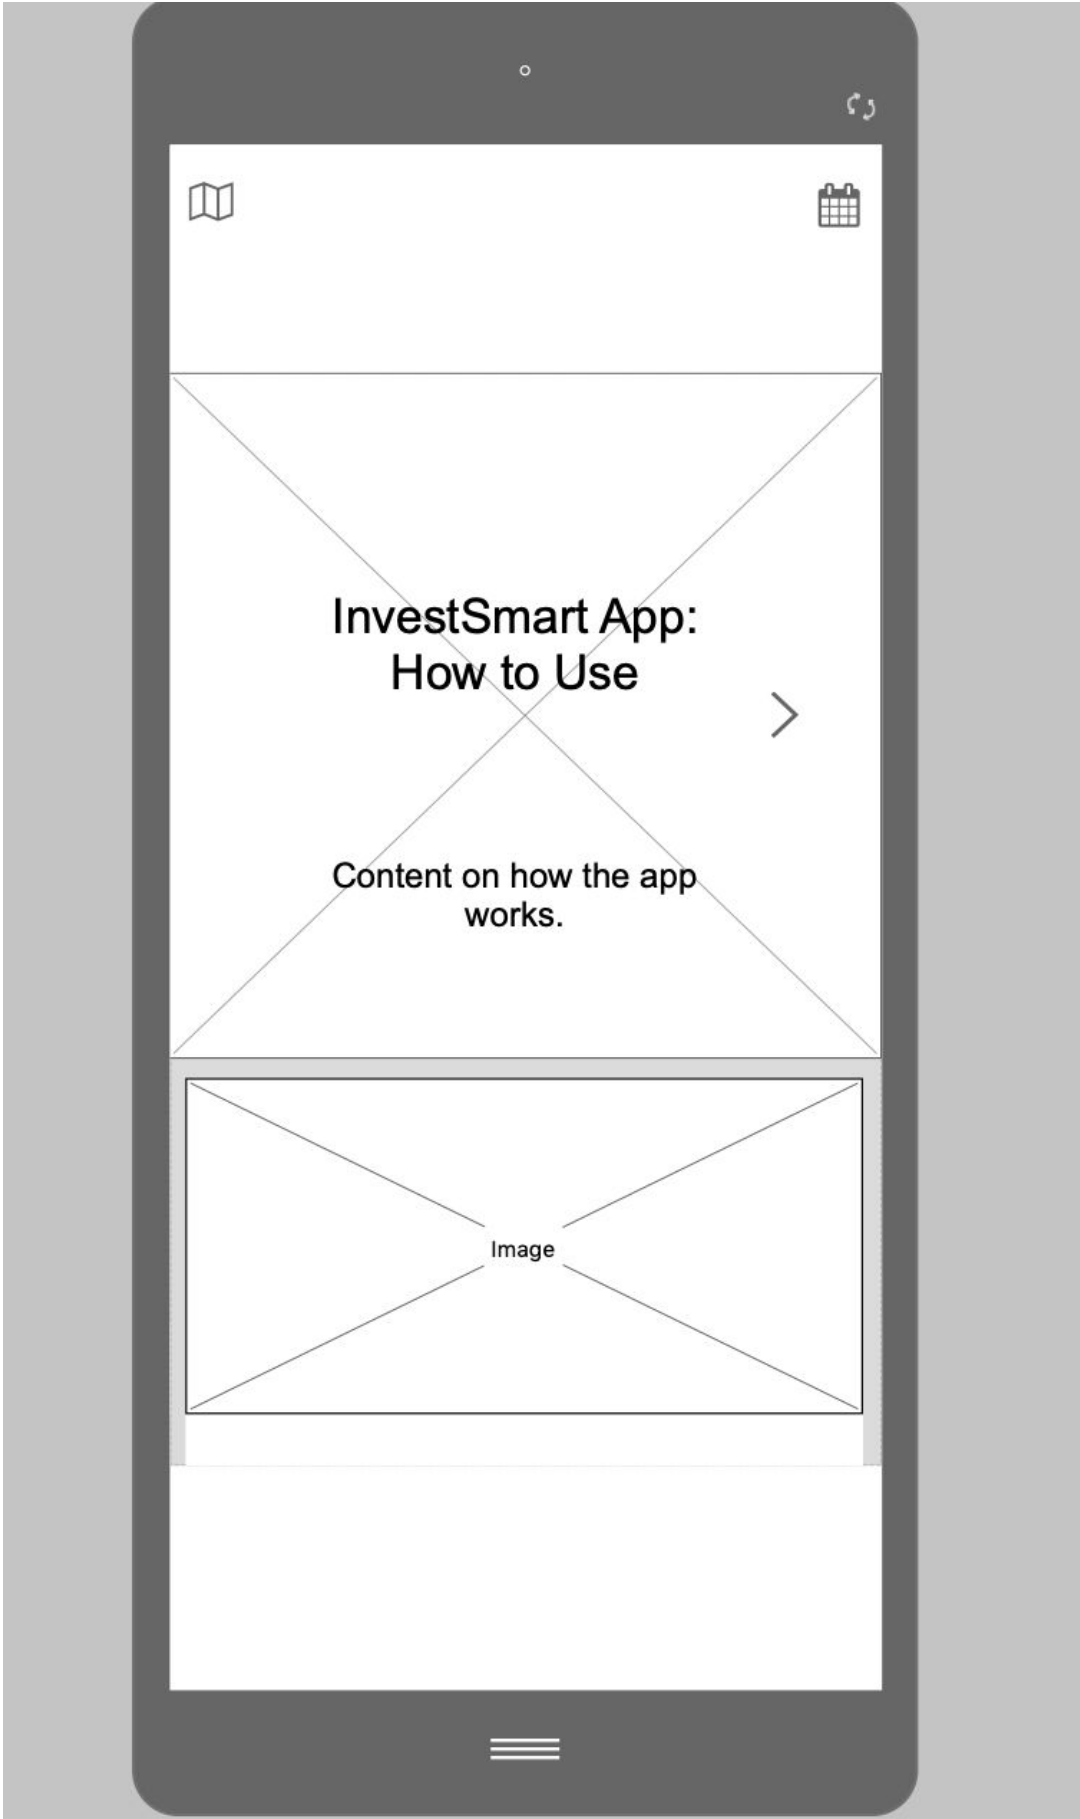 InvestSmart App:
How to Use
Content on how the app
works.
Image